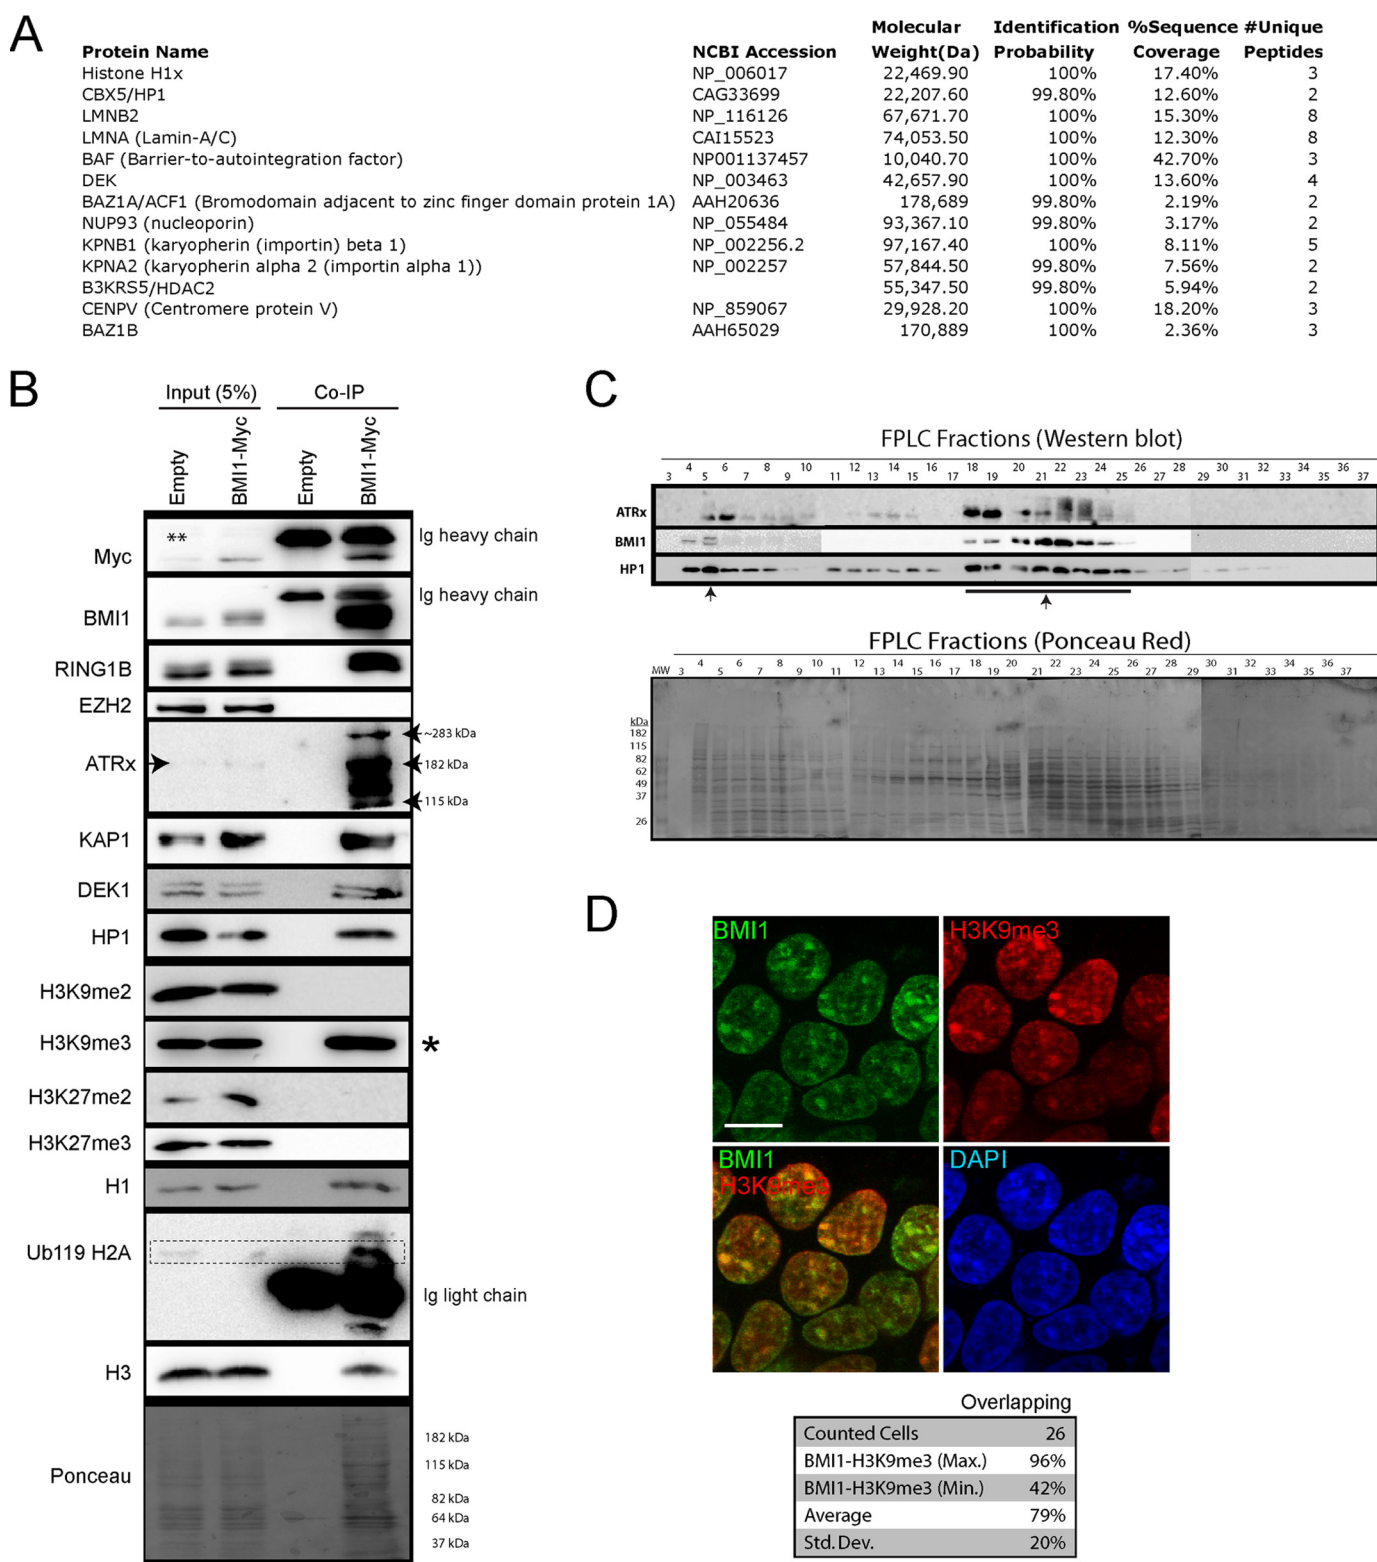 A
Molecular Identification %Sequence #Unique
Protein Name NCBI Accession Weight(Da) Probability Coverage Peptides
Histone H1x NP_006017 22,469.90 100% 17.40% 3
CBX5/HP1 CAG33699 22,207.60 99.80% 12.60% 2
LMNB2 NP_116126 67,671.70 100% 15.30% 8
LMNA (Lamin-A/C) CAI15523 74,053.50 100% 12.30% 8
BAF (Barrier-to-autointegration factor) NP001137457 10,040.70 100% 42.70% 3
DEK NP_003463 42,657.90 100% 13.60% 4
BAZ1A/ACF1 (Bromodomain adjacent to zinc finger domain protein 1A) AAH20636 178,689 99.80% 2.19% 2
NUP93 (nucleoporin) NP_055484 93,367.10 99.80% 3.17% 2
KPNB1 (karyopherin (importin) beta 1) NP_002256.2 97,167.40 100% 8.11% 5
KPNA2 (karyopherin alpha 2 (importin alpha 1)) NP_002257 57,844.50 99.80% 7.56% 2
B3KRS5/HDAC2 55,347.50 99.80% 5.94% 2
CENPV (Centromere protein V) NP_859067 29,928.20 100% 18.20% 3
BAZ1B AAH65029 170,889 100% 2.36% 3
B
Input (5%) Co-IP
Empty BMI1-Myc Empty BMI1-Myc
**
Myc Ig heavy chain
BMI1 Ig heavy chain
RING1B
EZH2
ATRx ~283 kDa
182 kDa
115 kDa
KAP1
DEK1
HP1
H3K9me2
H3K9me3 *
H3K27me2
H3K27me3
H1
Ub119 H2A
Ig light chain
H3
Ponceau
182 kDa
115 kDa
82 kDa
64 kDa
37 kDa
C
FPLC Fractions (Western blot)
4 6 8 10 12 14 16 18 20 22 24 26 28 30 32 34 36
3 5 7 9 11 13 15 17 19 21 23 25 27 29 31 33 35 37
ATRx
BMI1
HP1
FPLC Fractions (Ponceau Red)
4 6 8 10 12 14 16 18 20 22 24 26 28 30 32 34 36
MW 3 5 7 9 11 13 15 17 19 21 23 25 27 29 31 33 35 37
kDa
182
115
82
62
49
37
26
D
BMI1 H3K9me3
BMI1 DAPI
H3K9me3
Overlapping
Counted Cells 26
BMI1-H3K9me3 (Max.) 96%
BMI1-H3K9me3 (Min.) 42%
Average 79%
Std.Dev. 20%